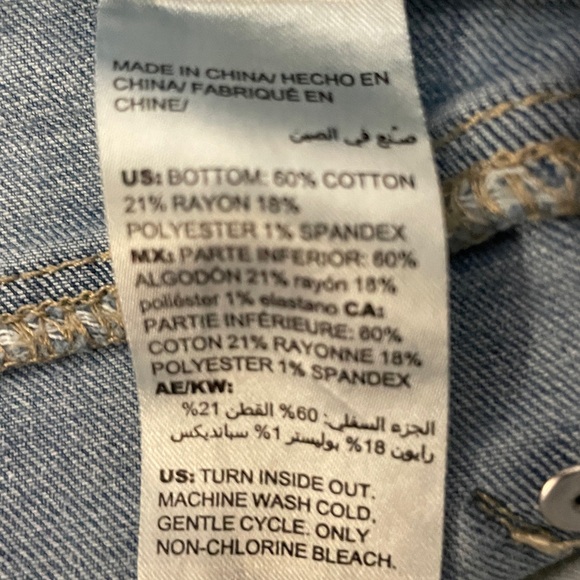 MADE IN CHINA/ HECHO EN
CHINA/ FABRIQUÉ EN
CHINE/
صنّع في الصين
US: BOTTOM: 60% COTTON
21% RAYON 18%
POLYESTER 1% SPANDEX
MX: PARTE INFERIOR: 60%
ALGODÓN 21% rayón 18%
poliéster 1% elastano CA:
PARTIE INFÉRIEURE: 60%
COTON 21% RAYONNE 18%
POLYESTER 1% SPANDEX
AE/KW:
الجزء السفلي: 60% القطن 21%
رايون 18% بوليستر 1% سبانديكس
US: TURN INSIDE OUT.
MACHINE WASH COLD,
GENTLE CYCLE. ONLY
NON-CHLORINE BLEACH.